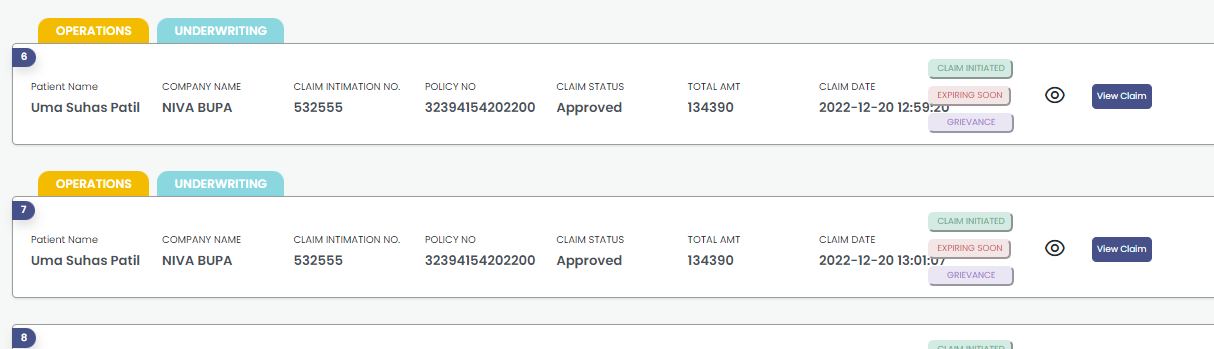 OPERATIONS UNDERWRITING
6
CLAIM INITIATED
Patient Name COMPANY NAME CLAIM INTIMATION NO. POLICY NO CLAIM STATUS TOTAL AMT CLAIM DATE
EXPIRING SOON View Claim
Uma Suhas Patil NIVA BUPA 532555 32394154202200 Approved 134390 2022-12-20 12:59:20
GRIEVANCE
OPERATIONS UNDERWRITING
7
CLAIM INITIATED
Patient Name COMPANY NAME CLAIM INTIMATION NO. POLICY NO CLAIM STATUS TOTAL AMT CLAIM DATE
EXPIRING SOON View Claim
Uma Suhas Patil NIVA BUPA 532555 32394154202200 Approved 134390 2022-12-20 13:01:07
GRIEVANCE
8
CLAIM INITIATED